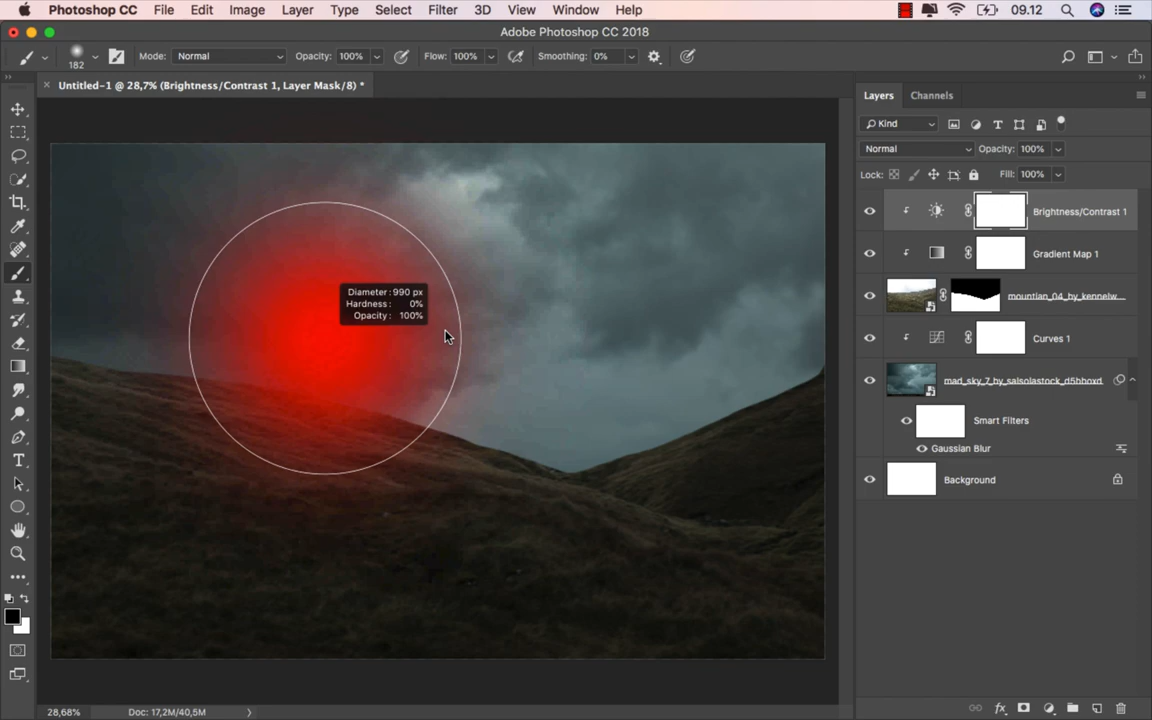 Photoshop CC File Edit Image Layer Type Select Filter 3D View Window Help 09.12
Adobe Photoshop CC 2018
182 Mode: Normal Opacity: 100% Flow: 100% Smoothing: 0%
Untitled-1 @ 28,7% (Brightness/Contrast 1, Layer Mask/8) *
Layers Channels
Kind
Normal Opacity: 100%
Lock: Fill: 100%
Brightness/Contrast 1
Gradient Map 1
mountian_04_by_kennelw...
Curves 1
mad_sky_7_by_salsolastock_d5bboxd
Smart Filters
Gaussian Blur
Background
Diameter: 990 px
Hardness: 0%
Opacity: 100%
28,68% Doc: 17,2M/40,5M